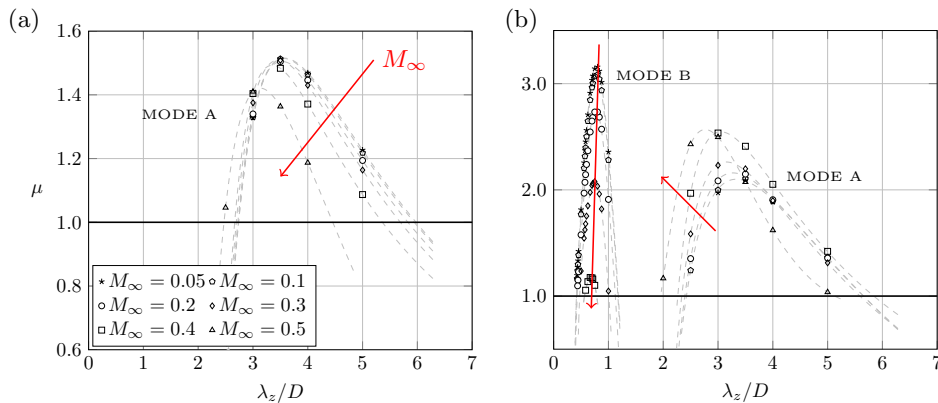 (a)
(b)
1.6
1.4
1.2
1.0
0.8
0.6
μ
0 1 2 3 4 5 6 7
λz/D
MODE A
M∞
M∞ = 0.05 M∞ = 0.1
M∞ = 0.2 M∞ = 0.3
M∞ = 0.4 M∞ = 0.5
3.0
2.0
1.0
0 1 2 3 4 5 6 7
λz/D
MODE B
MODE A